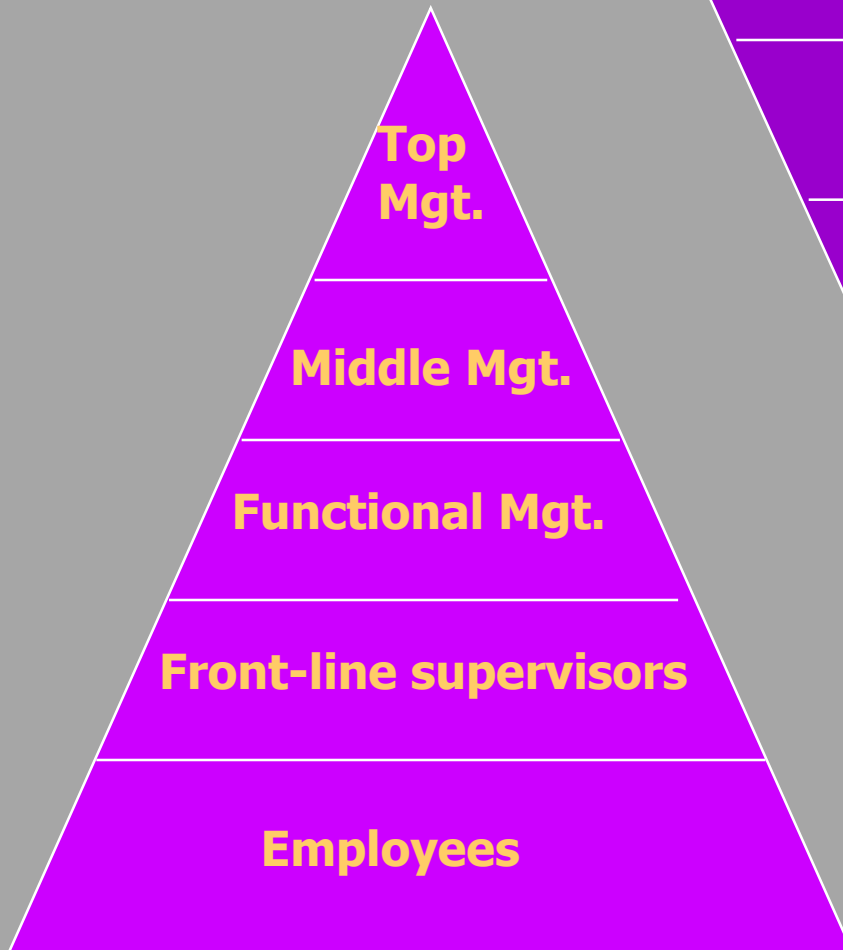 Top
Mgt.
Middle Mgt.
Functional Mgt.
Front-line supervisors
Employees